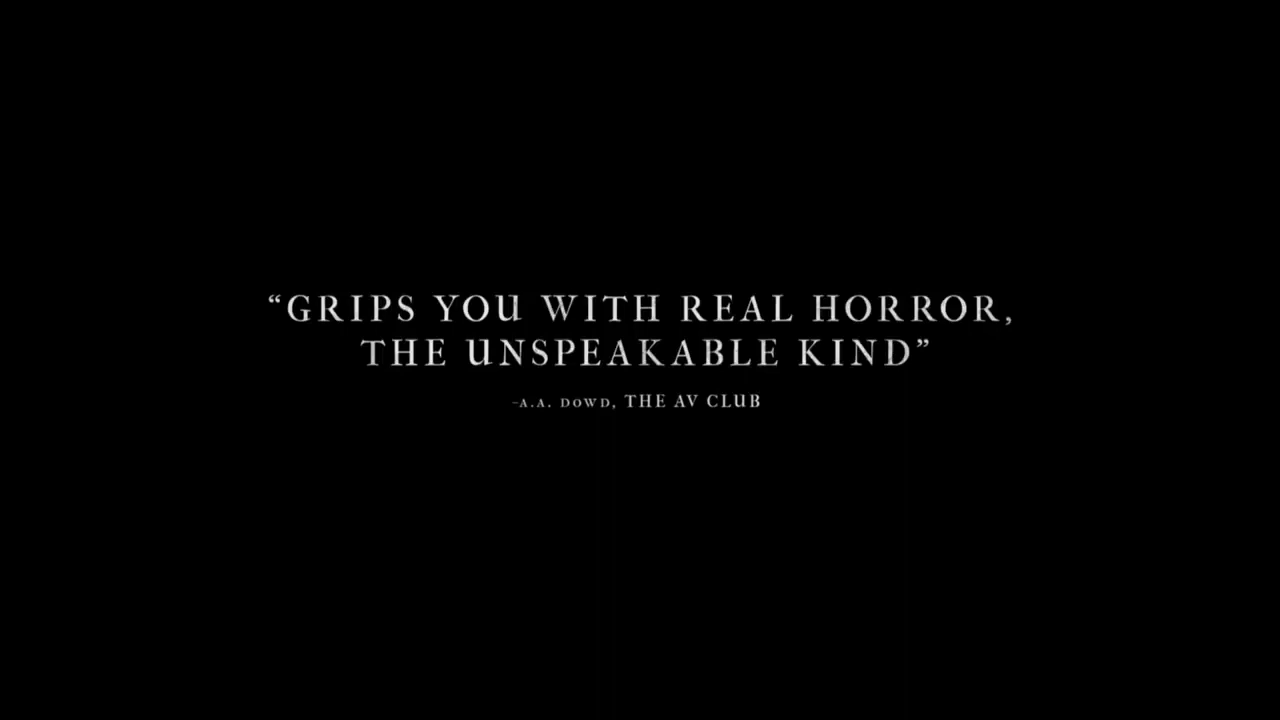 “GRIPS YOU WITH REAL HORROR,
THE UNSPEAKABLE KIND”
–A.A. DOWD, THE AV CLUB